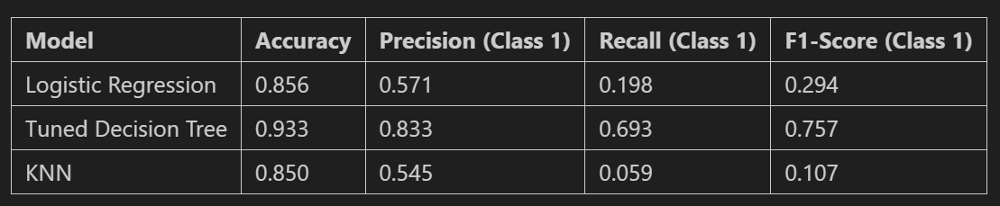 Model Accuracy Precision (Class 1) Recall (Class 1) F1-Score (Class 1)
Logistic Regression 0.856 0.571 0.198 0.294
Tuned Decision Tree 0.933 0.833 0.693 0.757
KNN 0.850 0.545 0.059 0.107